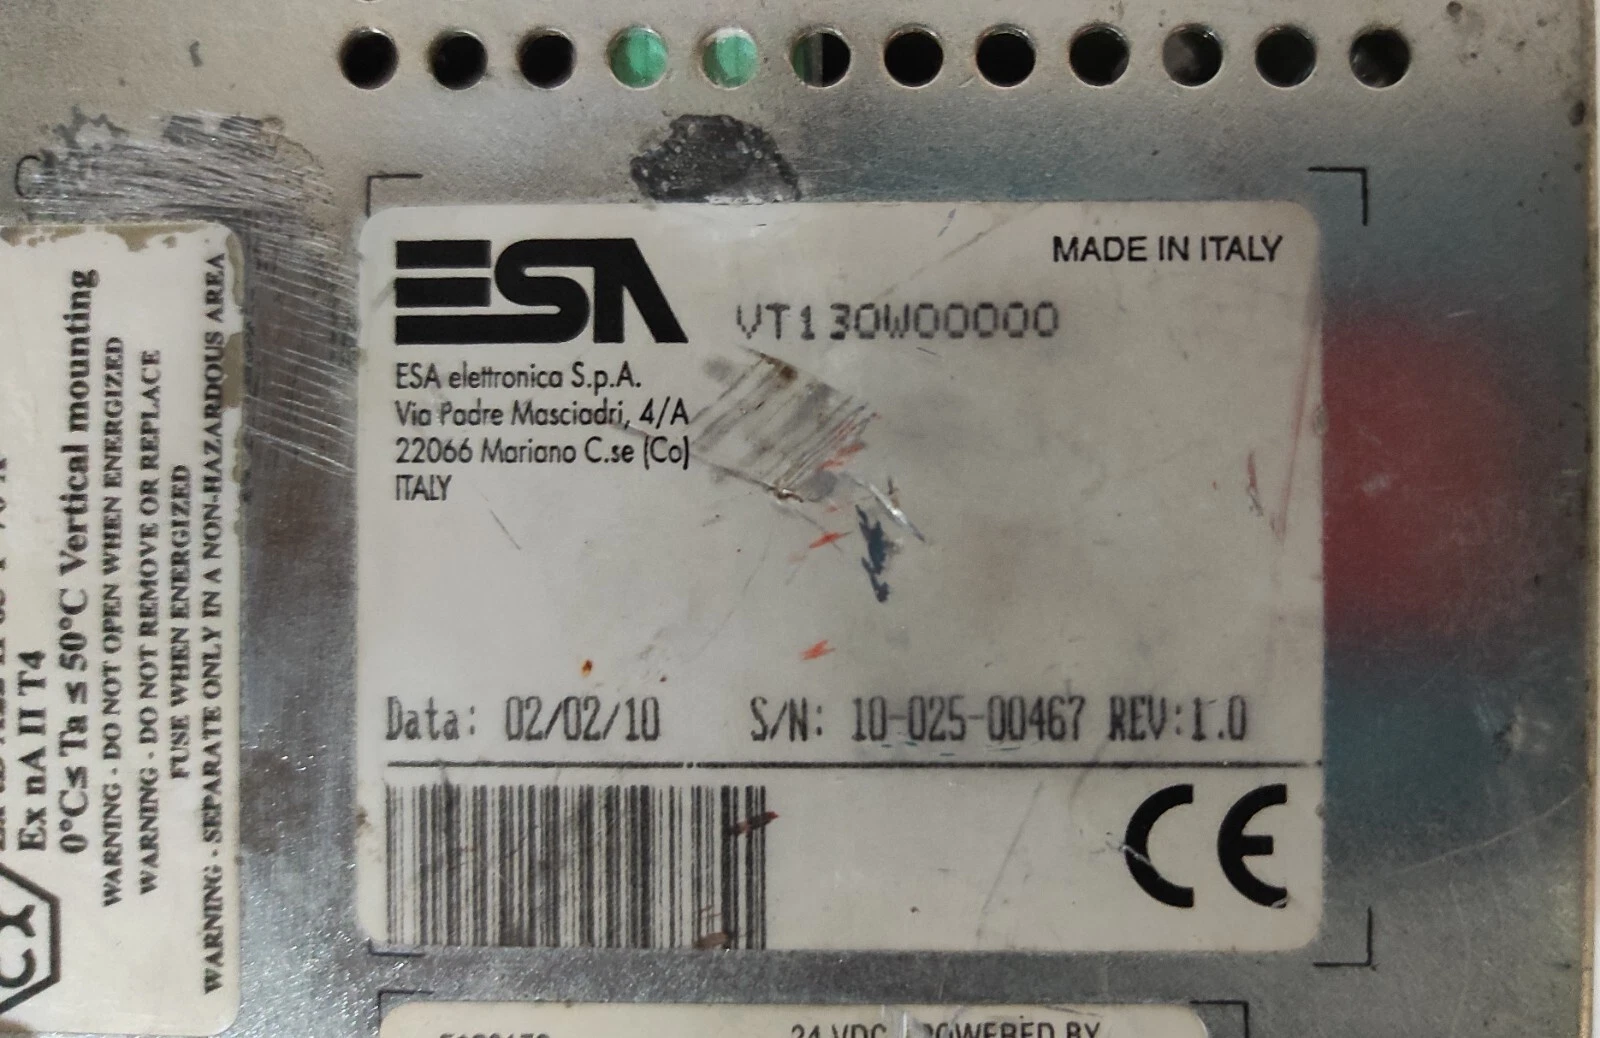 ESA
MADE IN ITALY
VT130W00000
ESA elettronica S.p.A.
Via Padre Masciadri, 4/A
22066 Mariano C.se (Co)
ITALY
Data: 02/02/10 S/N: 10-025-00467 REV:1.0
CE
Ex nA II T4
0°C≤ Ta ≤ 50°C Vertical mounting
WARNING - DO NOT OPEN WHEN ENERGIZED
WARNING - DO NOT REMOVE OR REPLACE
FUSE WHEN ENERGIZED
WARNING - SEPARATE ONLY IN A NON-HAZARDOUS AREA
24 VDC POWERED BY